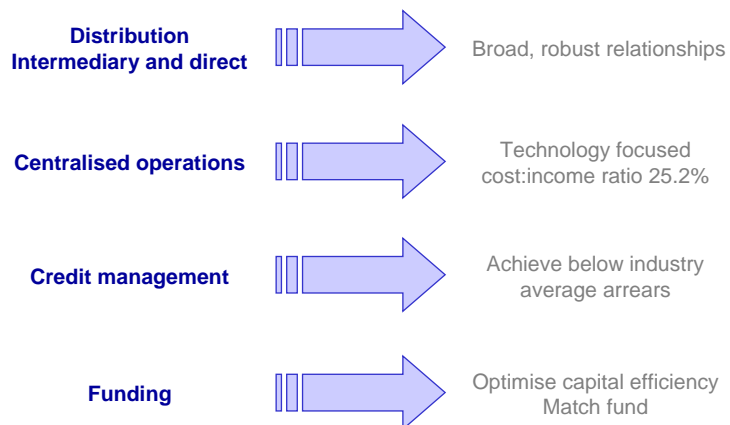 Distribution
Intermediary and direct
Broad, robust relationships
Centralised operations
Technology focused
cost:income ratio 25.2%
Credit management
Achieve below industry
average arrears
Funding
Optimise capital efficiency
Match fund